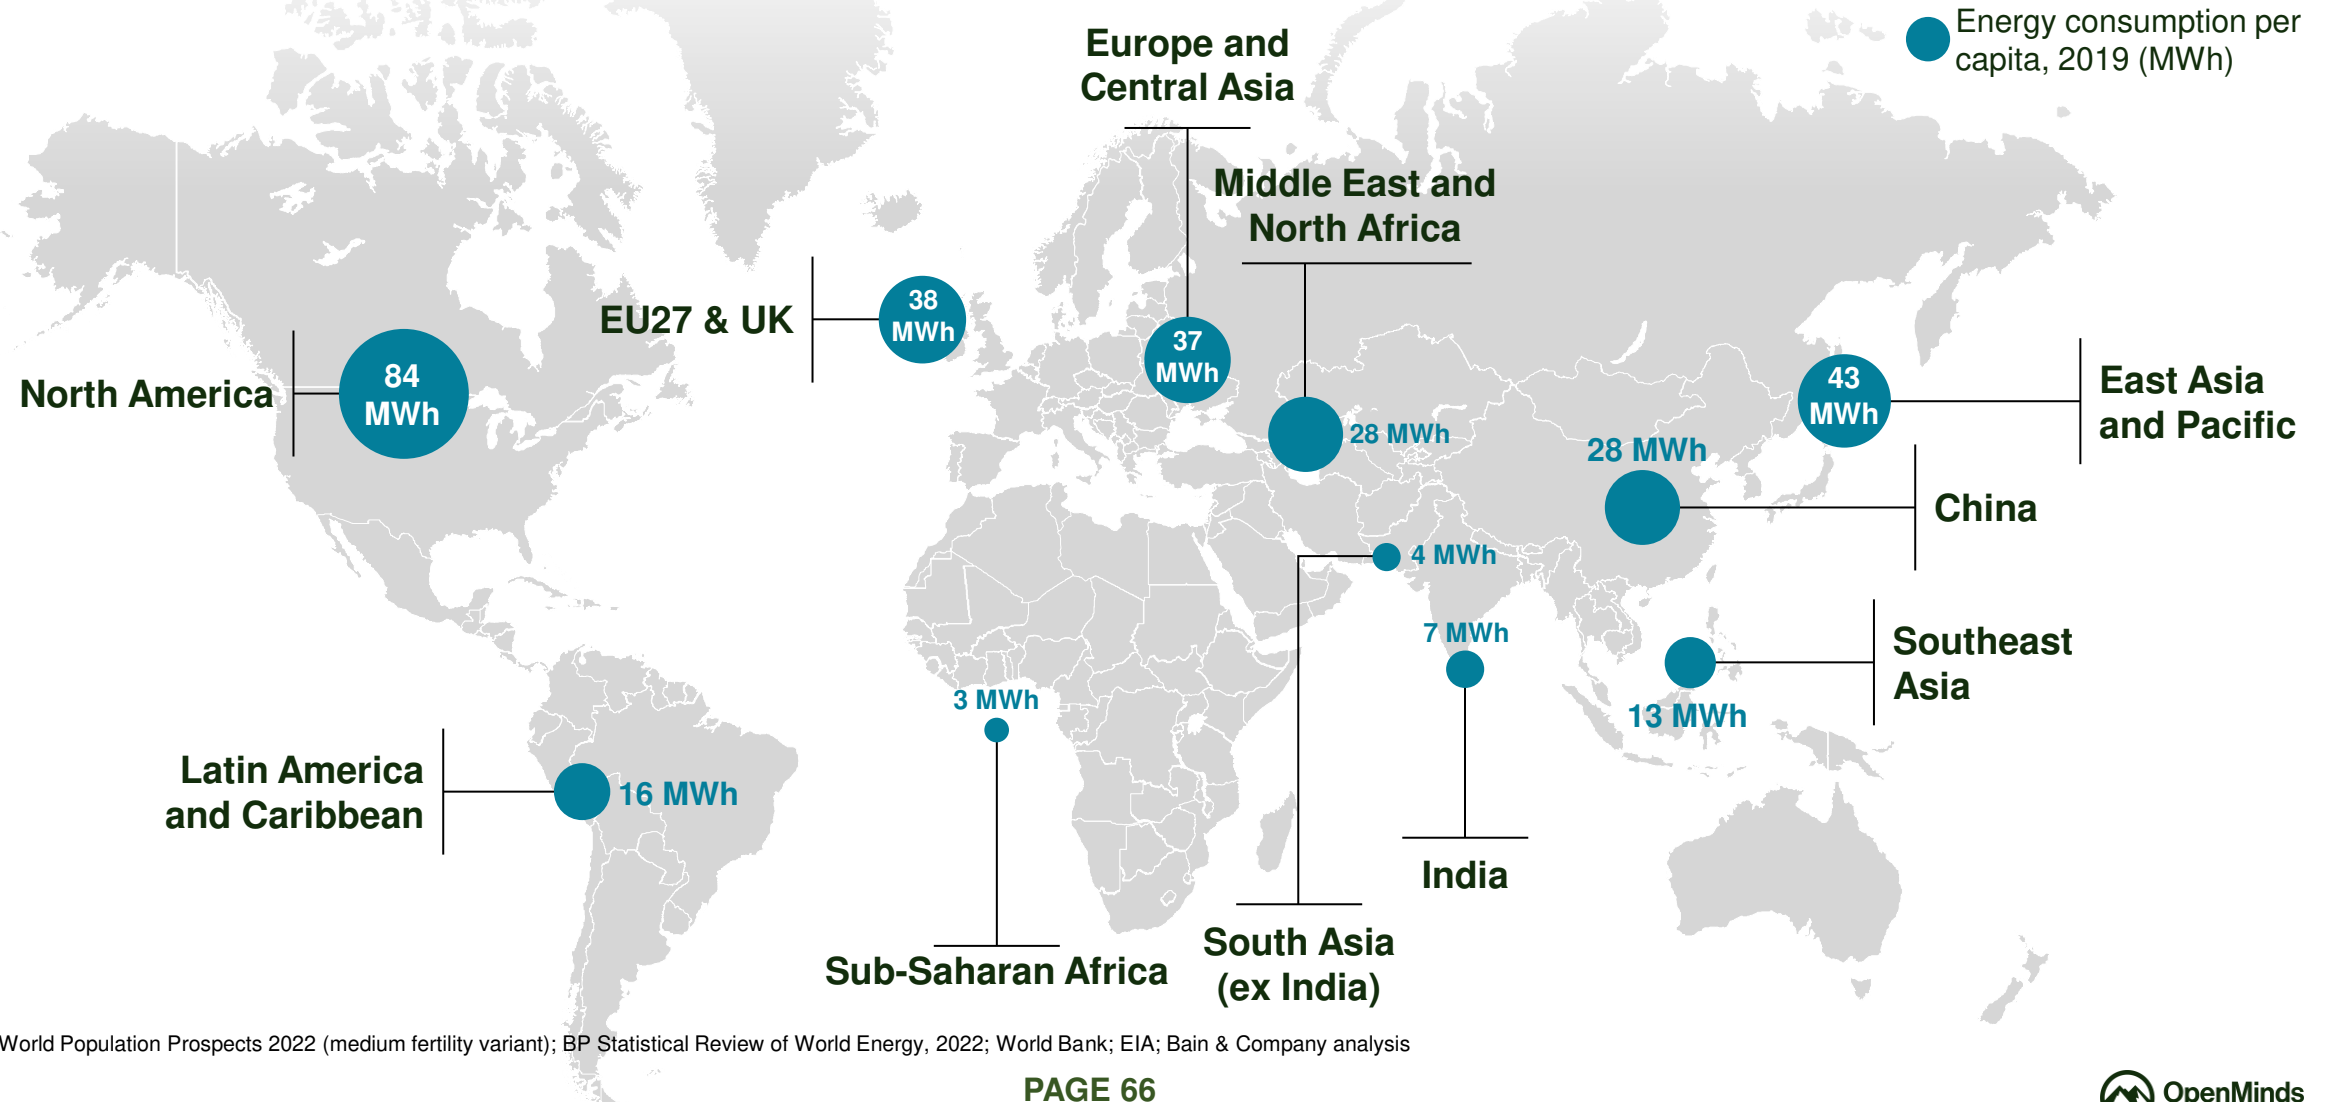 Energy consumption per
capita, 2019 (MWh)
Europe and
Central Asia
Middle East and
North Africa
EU27 & UK
38
MWh
37
MWh
North America
84
MWh
28 MWh
43
MWh
East Asia
and Pacific
28 MWh
China
4 MWh
7 MWh
Southeast
Asia
13 MWh
3 MWh
Latin America
and Caribbean
16 MWh
India
Sub-Saharan Africa
South Asia
(ex India)
World Population Prospects 2022 (medium fertility variant); BP Statistical Review of World Energy, 2022; World Bank; EIA; Bain & Company analysis
PAGE 66
OpenMinds